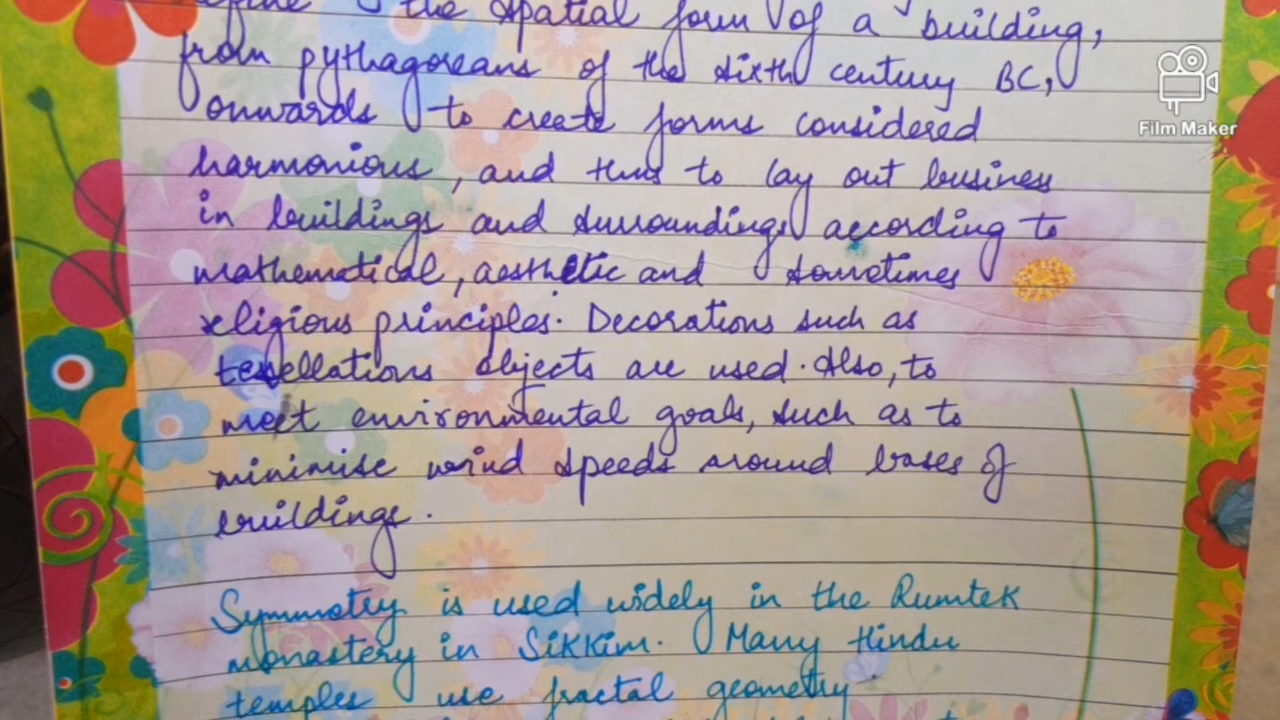 define the spatial form of a building,
from pythagoreans of the sixth century BC,
onwards to create forms considered
harmonious, and thus to lay out business
in buildings and surroundings according to
mathematical, aesthetic and sometimes
religious principles. Decorations such as
tessellations objects are used. Also, to
meet environmental goals, such as to
minimise wind speeds around bases of
buildings.
Symmetry is used widely in the Rumtek
monastery in Sikkim. Many Hindu
temples use fractal geometry
Film Maker